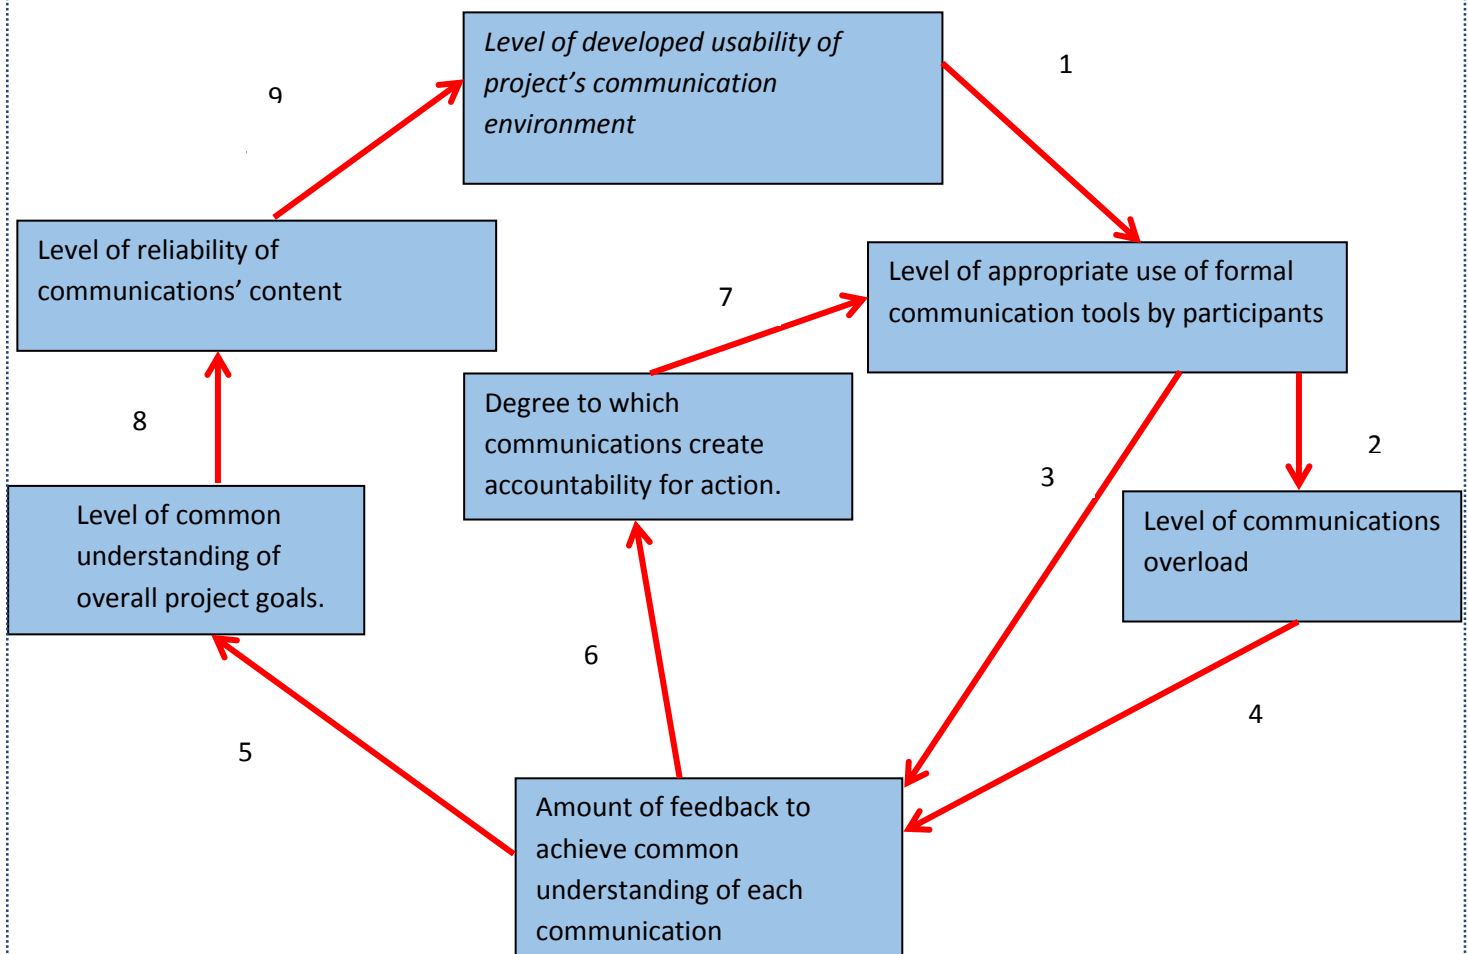 Level of developed usability of
project’s communication
environment
1
9
Level of reliability of
communications’ content
7
Level of appropriate use of formal
communication tools by participants
Degree to which
communications create
accountability for action.
8
3
2
Level of common
understanding of
overall project goals.
Level of communications
overload
6
5
4
Amount of feedback to
achieve common
understanding of each
communication